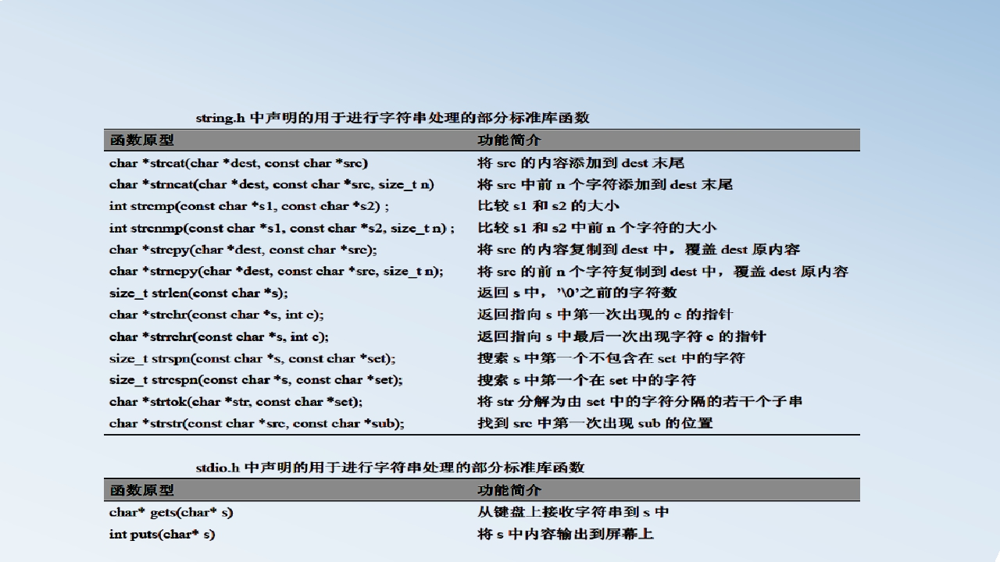 string.h 中声明的用于进行字符串处理的部分标准库函数
函数原型 功能简介
char *strcat(char *dest, const char *src) 将 src 的内容添加到 dest 末尾
char *strncat(char *dest, const char *src, size_t n) 将 src 中前 n 个字符添加到 dest 末尾
int strcmp(const char *s1, const char *s2) ; 比较 s1 和 s2 的大小
int strcnmp(const char *s1, const char *s2, size_t n) ; 比较 s1 和 s2 中前 n 个字符的大小
char *strcpy(char *dest, const char *src); 将 src 的内容复制到 dest 中，覆盖 dest 原内容
char *strncpy(char *dest, const char *src, size_t n); 将 src 的前 n 个字符复制到 dest 中，覆盖 dest 原内容
size_t strlen(const char *s); 返回 s 中，’\0’之前的字符数
char *strchr(const char *s, int c); 返回指向 s 中第一次出现的 c 的指针
char *strrchr(const char *s, int c); 返回指向 s 中最后一次出现字符 c 的指针
size_t strspn(const char *s, const char *set); 搜索 s 中第一个不包含在 set 中的字符
size_t strcspn(const char *s, const char *set); 搜索 s 中第一个在 set 中的字符
char *strtok(char *str, const char *set); 将 str 分解为由 set 中的字符分隔的若干个子串
char *strstr(const char *src, const char *sub); 找到 src 中第一次出现 sub 的位置
stdio.h 中声明的用于进行字符串处理的部分标准库函数
函数原型 功能简介
char* gets(char* s) 从键盘上接收字符串到 s 中
int puts(char* s) 将 s 中内容输出到屏幕上